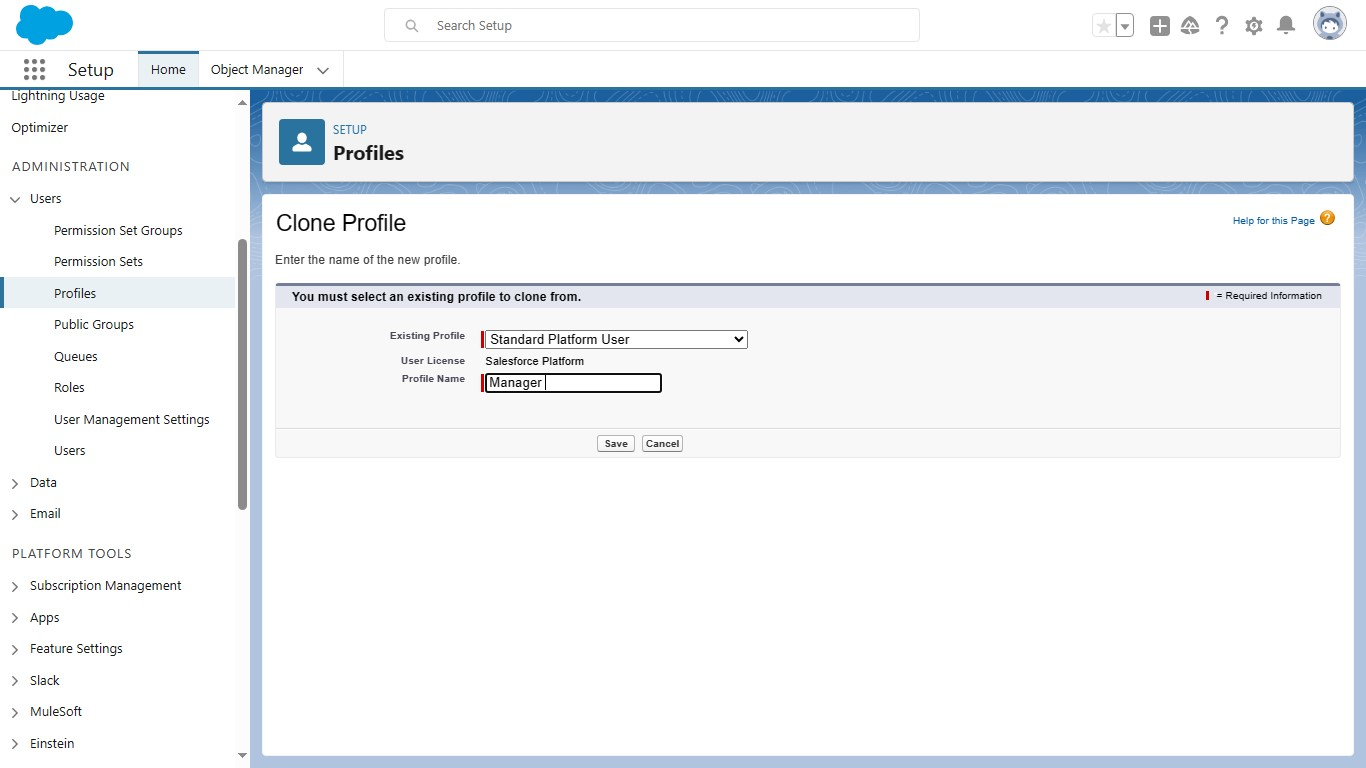 Search Setup
Setup
Home
Object Manager
Lightning Usage
Optimizer
ADMINISTRATION
Users
Permission Set Groups
Permission Sets
Profiles
Public Groups
Queues
Roles
User Management Settings
Users
Data
Email
PLATFORM TOOLS
Subscription Management
Apps
Feature Settings
Slack
MuleSoft
Einstein
SETUP
Profiles
Clone Profile
Help for this Page ?
Enter the name of the new profile.
You must select an existing profile to clone from.
= Required Information
Existing Profile Standard Platform User
User License Salesforce Platform
Profile Name Manager
Save Cancel